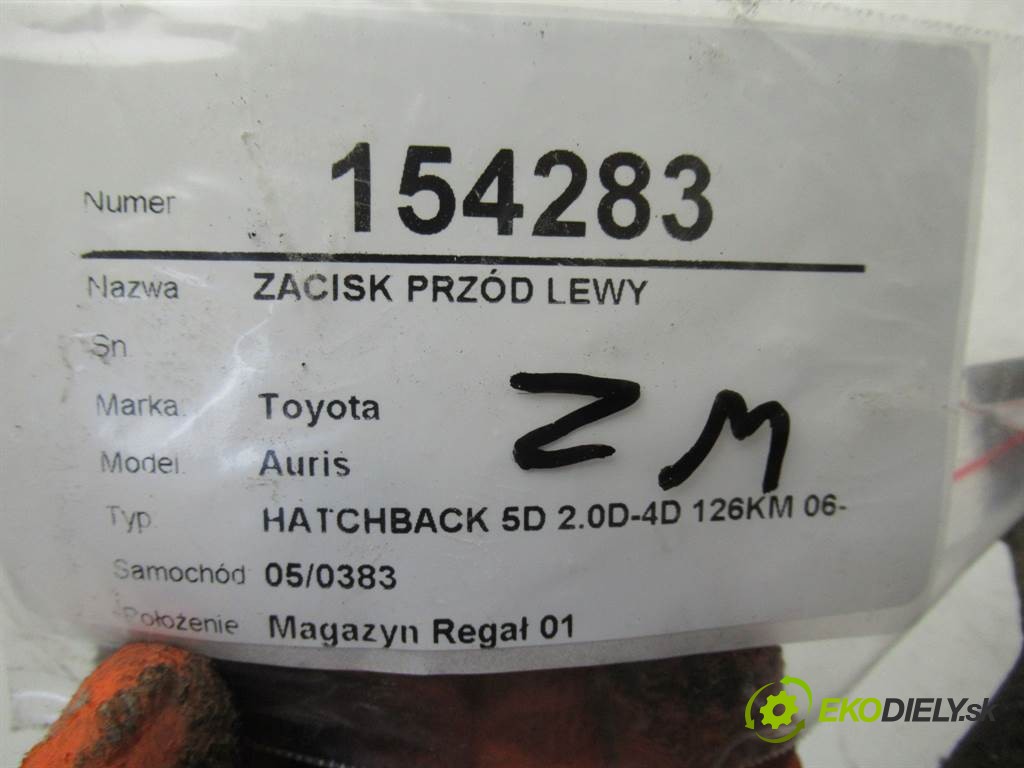 Numer 154283
Nazwa ZACISK PRZÓD LEWY
Sn
Marka: Toyota
Model: Auris
Typ: HATCHBACK 5D 2.0D-4D 126KM 06-
Samochód 05/0383
Położenie Magazyn Regał 01
ZM
EKODIELY.sk